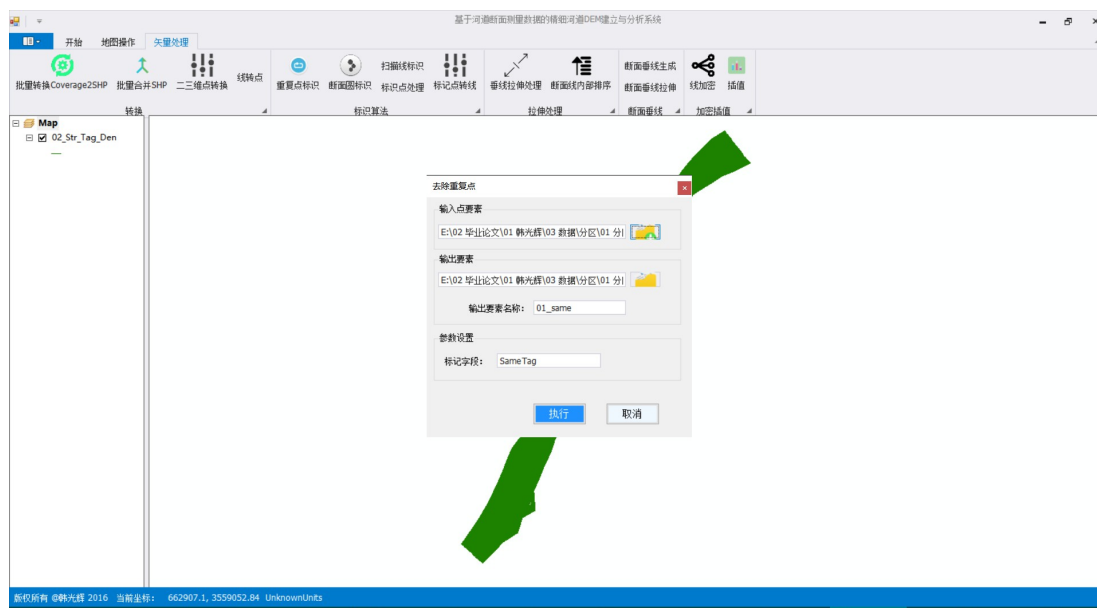 基于河道断面测量数据的精细河道DEM建立与分析系统
开始 地图操作 矢量处理
批量转换Coverage2SHP 批量合并SHP 二三维点转换 线转点 重复点标识 断面圆标识 扫描线标识 标识点处理 标记点转线 垂线拉伸处理 断面线内部排序 断面垂线生成 断面垂线拉伸 线加密 插值
转换 标识算法 拉伸处理 断面垂线 加密插值
Map
02_Str_Tag_Den
去除重复点
输入点要素
E:\02 毕业论文\01 韩光辉\03 数据\分区\01 分
输出要素
E:\02 毕业论文\01 韩光辉\03 数据\分区\01 分
输出要素名称: 01_same
参数设置
标记字段: SameTag
执行 取消
版权所有 @韩光辉 2016 当前坐标: 662907.1, 3559052.84 UnknownUnits